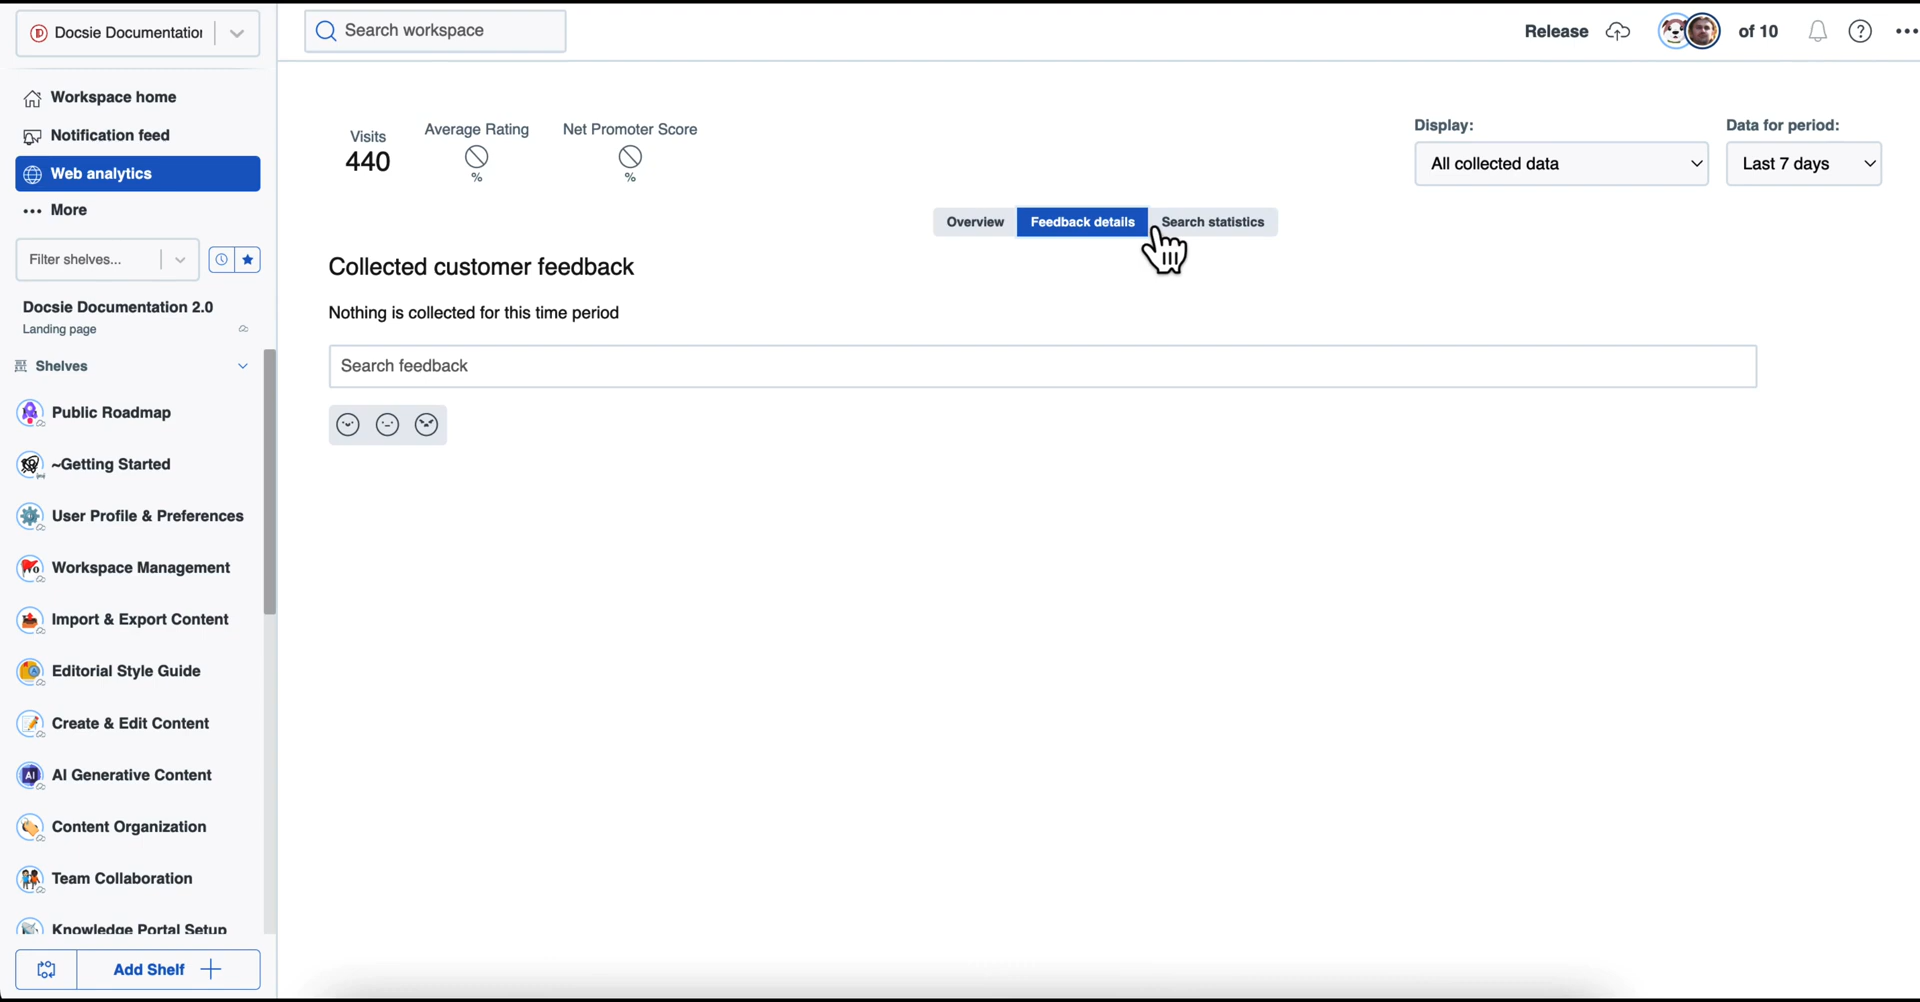 Docsie Documentation
Search workspace
Release
of 10
Workspace home
Notification feed
Web analytics
More
Filter shelves...
Docsie Documentation 2.0
Landing page
Shelves
Public Roadmap
~Getting Started
User Profile & Preferences
Workspace Management
Import & Export Content
Editorial Style Guide
Create & Edit Content
AI
AI Generative Content
Content Organization
Team Collaboration
Knowledge Portal Setup
Add Shelf
Visits
440
Average Rating
%
Net Promoter Score
%
Display:
All collected data
Data for period:
Last 7 days
Overview
Feedback details
Search statistics
Collected customer feedback
Nothing is collected for this time period
Search feedback